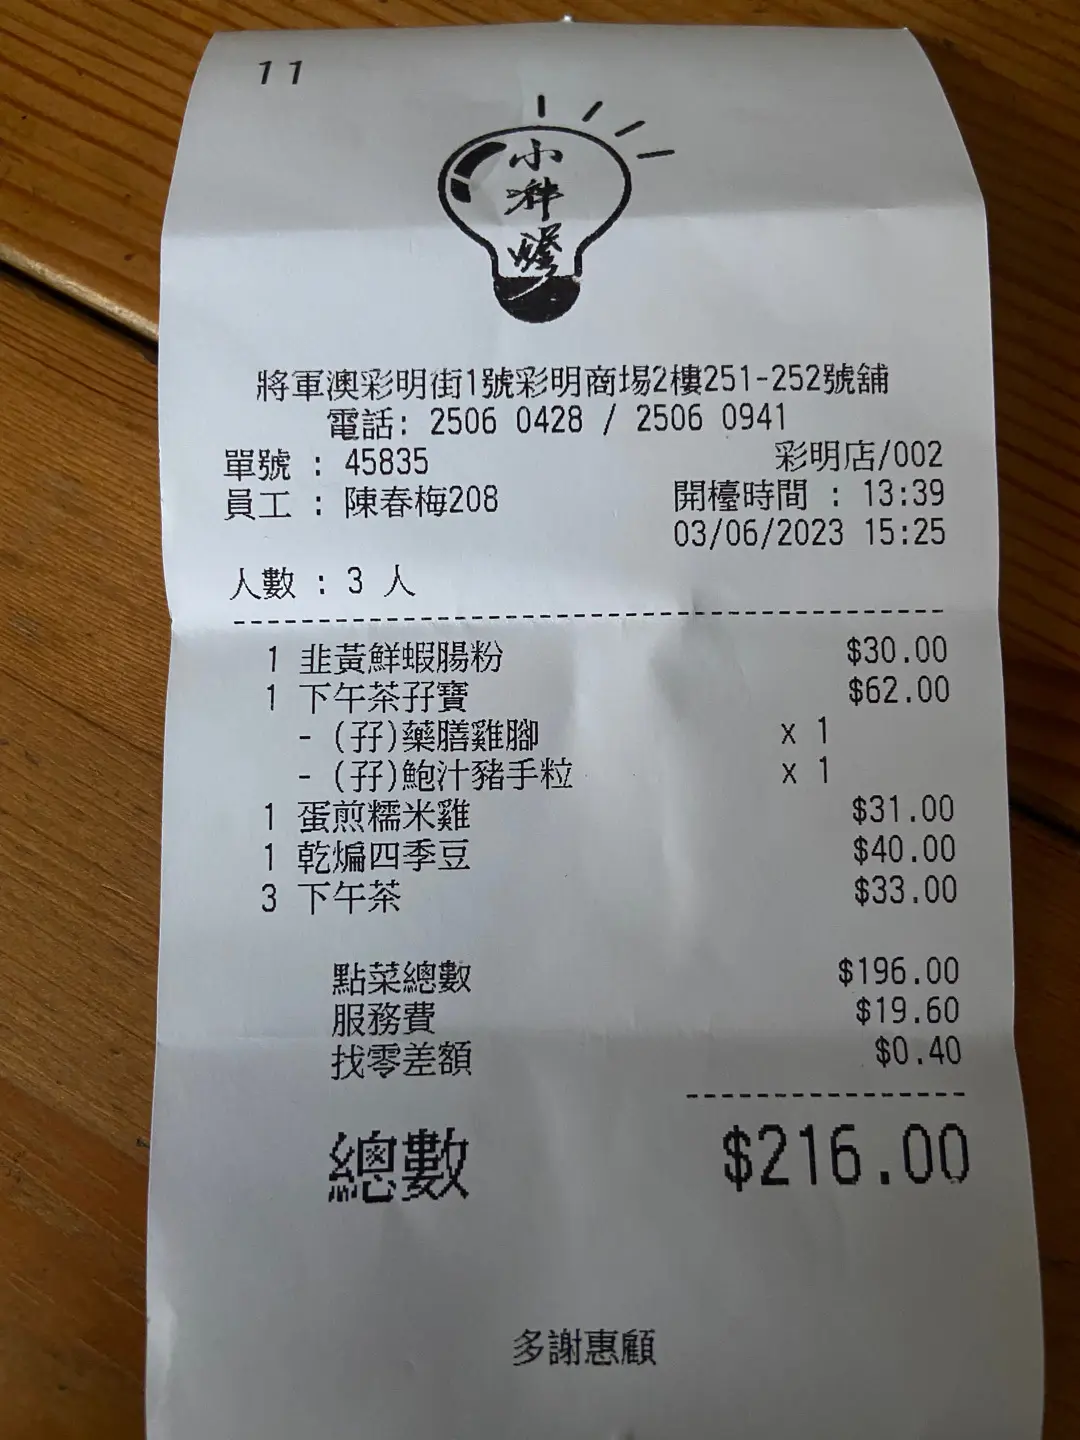 11
小
將軍澳彩明街1號彩明商場2樓251-252號舖
電話: 2506 0428 / 2506 0941
單號 : 45835 彩明店/002
員工 : 陳春梅208 開檯時間 : 13:39
03/06/2023 15:25
人數 : 3 人
1 韭黃鮮蝦腸粉 $30.00
1 下午茶孖寶 $62.00
- (孖)藥膳雞腳 x 1
- (孖)鮑汁豬手粒 x 1
1 蛋煎糯米雞 $31.00
1 乾煸四季豆 $40.00
3 下午茶 $33.00
點菜總數 $196.00
服務費 $19.60
找零差額 $0.40
總數 $216.00
多謝惠顧